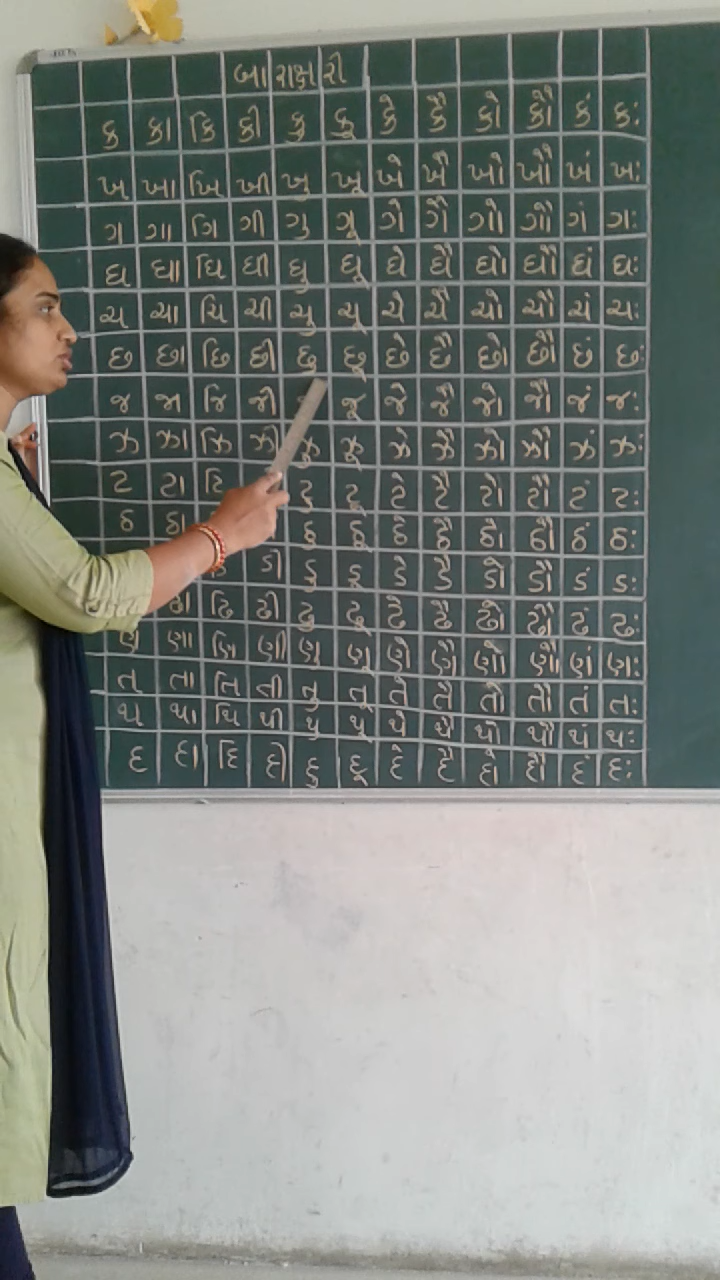 બારાક્ષરી
ક કા કિ કી કુ કૂ કે કૈ કો કૌ કં કઃ
ખ ખા ખિ ખી ખુ ખૂ ખે ખૈ ખો ખૌ ખં ખઃ
ગ ગા ગિ ગી ગુ ગૂ ગે ગૈ ગો ગૌ ગં ગઃ
ઘ ઘા ઘિ ઘી ઘુ ઘૂ ઘે ઘૈ ઘો ઘૌ ઘં ઘઃ
ચ ચા ચિ ચી ચુ ચૂ ચે ચૈ ચો ચૌ ચં ચઃ
છ છા છિ છી છુ છૂ છે છૈ છો છૌ છં છઃ
જ જા જિ જી જૂ જે જૈ જો જૌ જં જઃ
ઝ ઝા ઝિ ઝી ઝુ ઝૂ ઝે ઝૈ ઝો ઝૌ ઝં ઝઃ
ટ ટા ટિ ટુ ટૂ ટે ટૈ ટો ટૌ ટં ટઃ
ઠ ઠા ઠુ ઠૂ ઠે ઠૈ ઠો ઠૌ ઠં ઠઃ
ડી ડુ ડૂ ડે ડૈ ડો ડૌ ડં ડઃ
ઢા ઢિ ઢી ઢુ ઢૂ ઢે ઢૈ ઢો ઢૌ ઢં ઢઃ
ણ ણા ણિ ણી ણુ ણૂ ણે ણૈ ણો ણૌ ણં ણઃ
ત તા તિ તી તુ તૂ તે તૈ તો તૌ તં તઃ
થ થા થિ થી થુ થૂ થે થૈ થો થૌ થં થઃ
દ દા દિ દી દુ દૂ દે દૈ દો દૌ દં દઃ